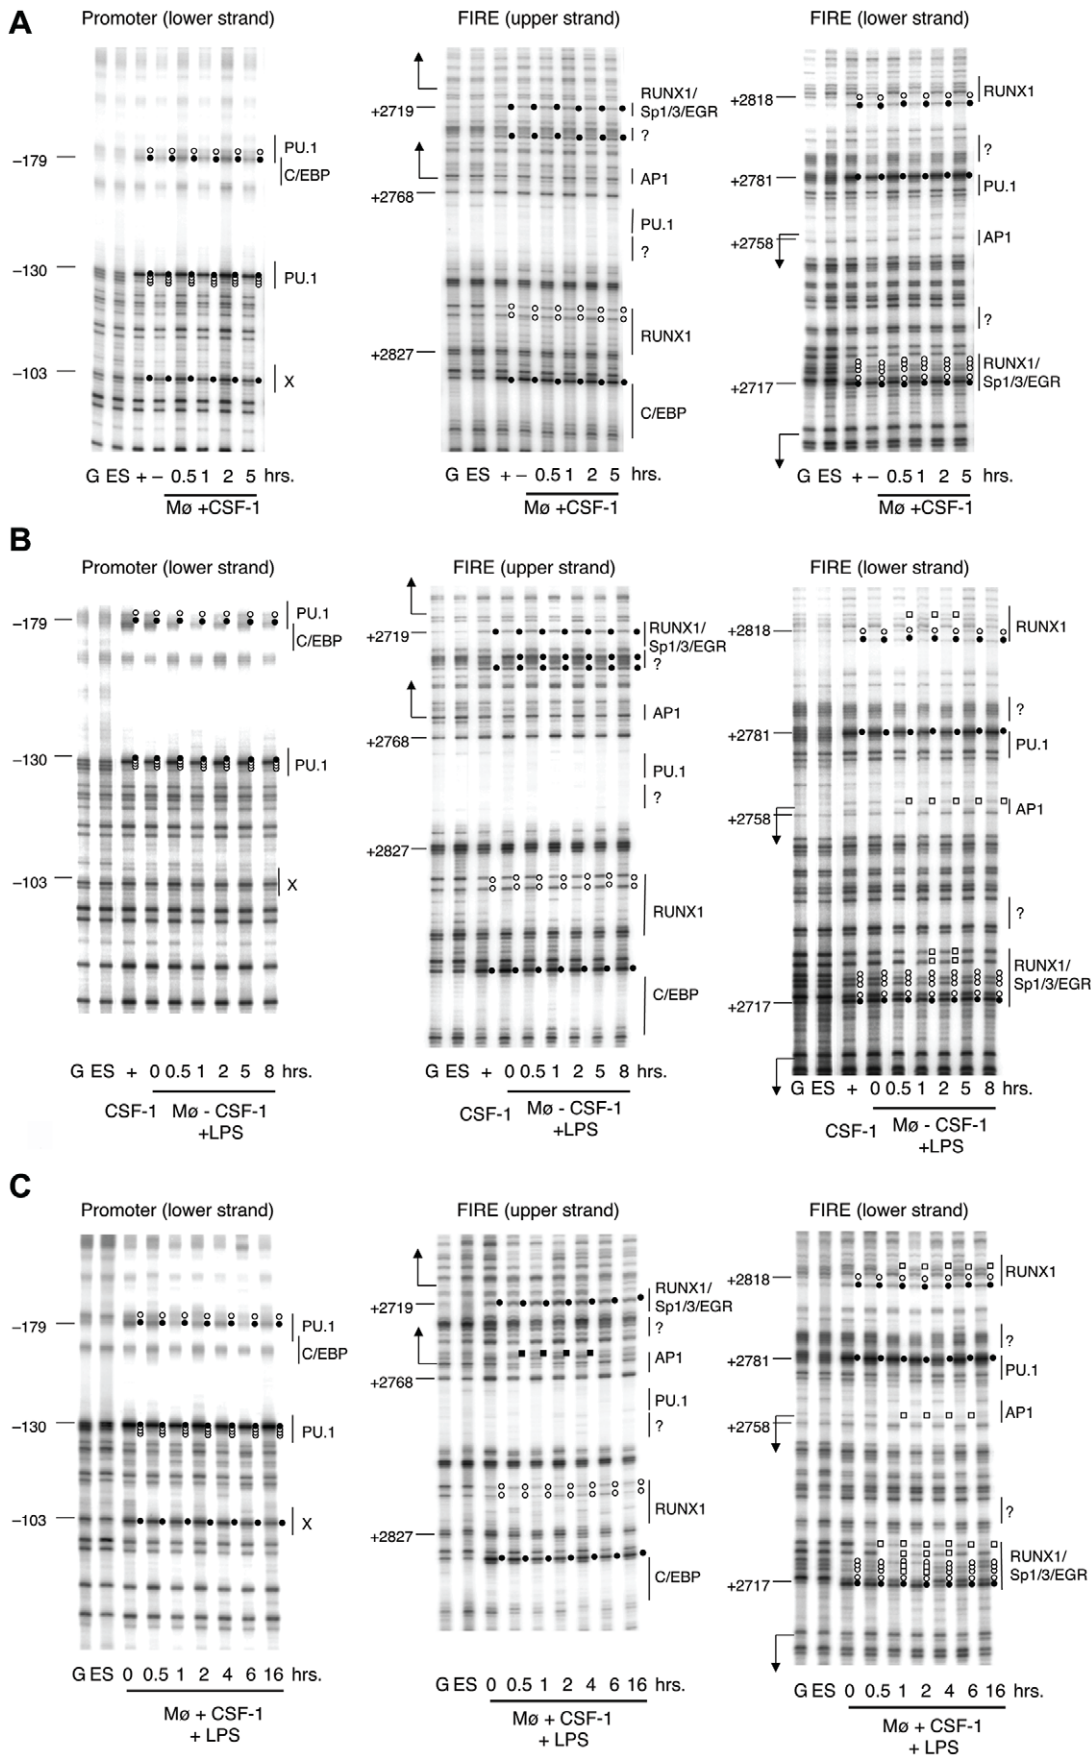 A
Promoter (lower strand)
−179
−130
−103
PU.1
C/EBP
PU.1
X
G ES + − 0.5 1 2 5 hrs.
Mø +CSF-1
FIRE (upper strand)
+2719
+2768
+2827
RUNX1/
Sp1/3/EGR
?
AP1
PU.1
?
RUNX1
C/EBP
G ES + − 0.5 1 2 5 hrs.
Mø +CSF-1
FIRE (lower strand)
+2818
+2781
+2758
+2717
RUNX1
?
PU.1
AP1
?
RUNX1/
Sp1/3/EGR
G ES + − 0.5 1 2 5 hrs.
Mø +CSF-1
B
Promoter (lower strand)
−179
−130
−103
PU.1
C/EBP
PU.1
X
G ES + 0 0.5 1 2 5 8 hrs.
CSF-1 Mø - CSF-1
+LPS
FIRE (upper strand)
+2719
+2768
+2827
RUNX1/
Sp1/3/EGR
?
AP1
PU.1
?
RUNX1
C/EBP
G ES + 0 0.5 1 2 5 8 hrs.
CSF-1 Mø - CSF-1
+LPS
FIRE (lower strand)
+2818
+2781
+2758
+2717
RUNX1
?
PU.1
AP1
?
RUNX1/
Sp1/3/EGR
G ES + 0 0.5 1 2 5 8 hrs.
CSF-1 Mø - CSF-1
+LPS
C
Promoter (lower strand)
−179
−130
−103
PU.1
C/EBP
PU.1
X
G ES 0 0.5 1 2 4 6 16 hrs.
Mø + CSF-1
+ LPS
FIRE (upper strand)
+2719
+2768
+2827
RUNX1/
Sp1/3/EGR
?
AP1
PU.1
?
RUNX1
C/EBP
G ES 0 0.5 1 2 4 6 16 hrs.
Mø + CSF-1
+ LPS
FIRE (lower strand)
+2818
+2781
+2758
+2717
RUNX1
?
PU.1
AP1
?
RUNX1/
Sp1/3/EGR
G ES 0 0.5 1 2 4 6 16 hrs.
Mø + CSF-1
+ LPS